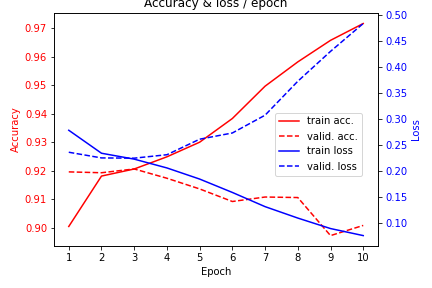 Accuracy & loss / epoch
0.97
0.96
0.95
0.94
0.93
0.92
0.91
0.90
Accuracy
0.50
0.45
0.40
0.35
0.30
0.25
0.20
0.15
0.10
Loss
train acc.
valid. acc.
train loss
valid. loss
1 2 3 4 5 6 7 8 9 10
Epoch